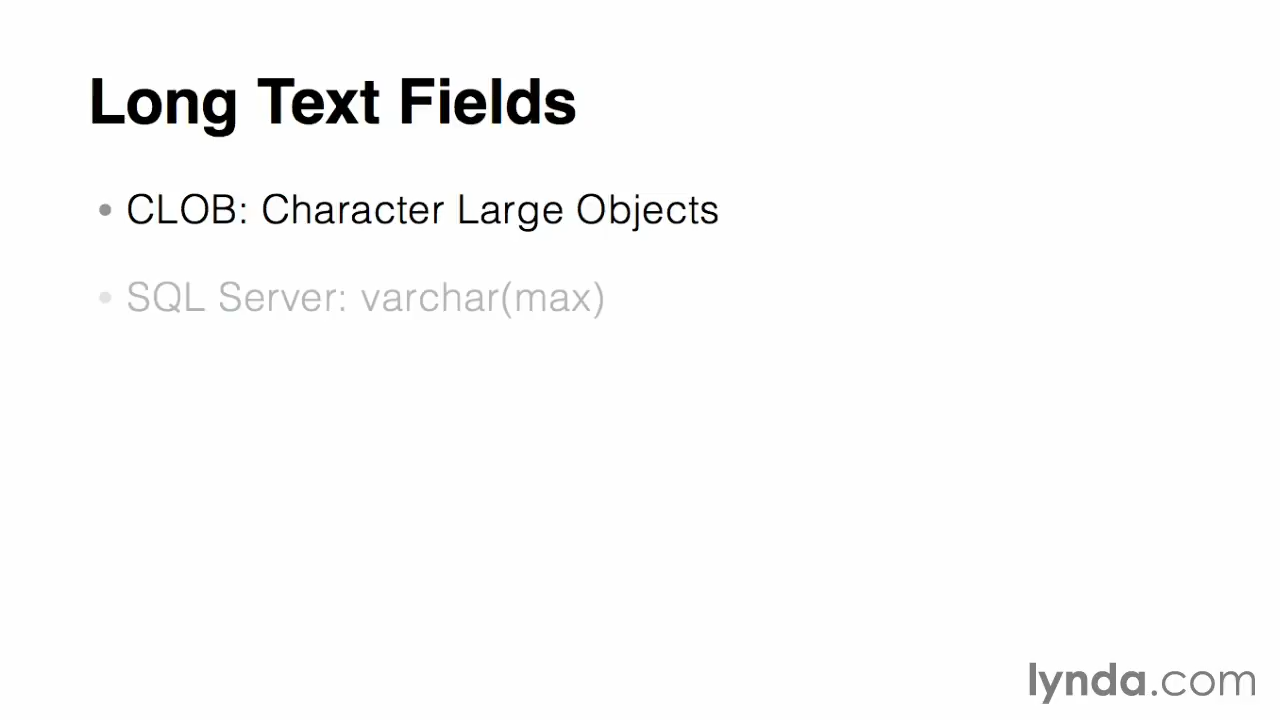 Long Text Fields
• CLOB: Character Large Objects
• SQL Server: varchar(max)
lynda.com